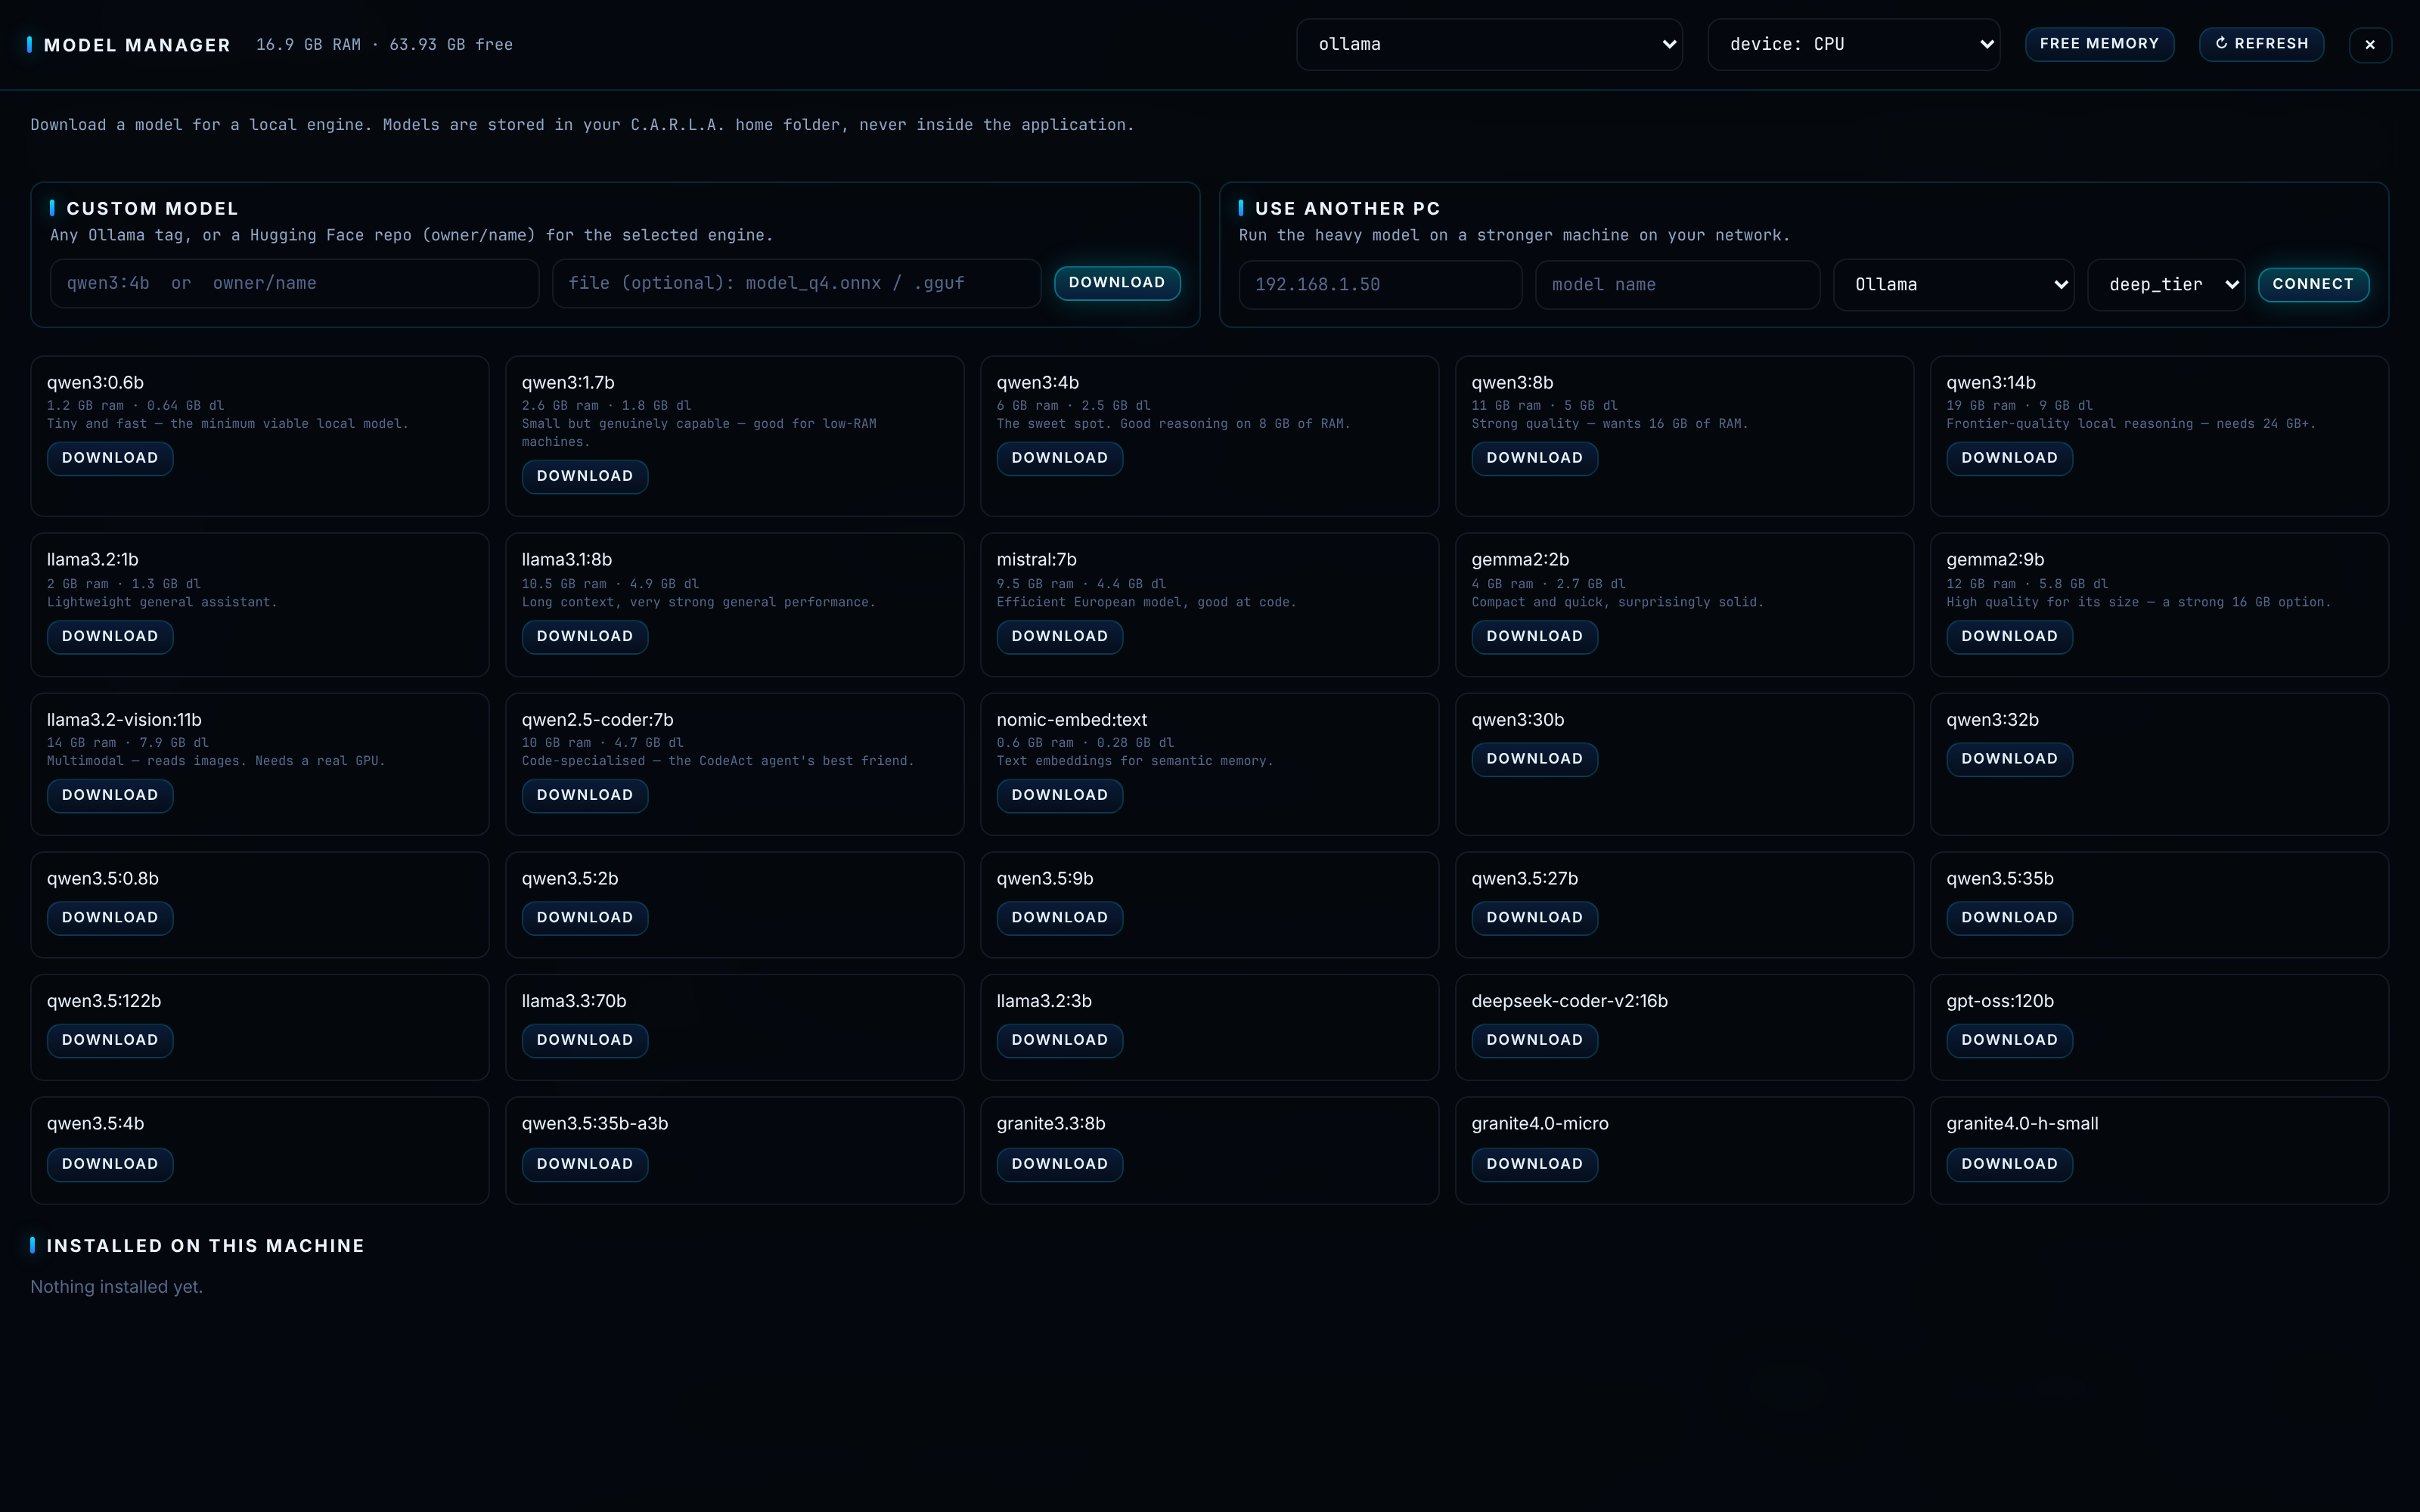 MODEL MANAGER 16.9 GB RAM · 63.93 GB free ollama device: CPU FREE MEMORY ↻ REFRESH ×
Download a model for a local engine. Models are stored in your C.A.R.L.A. home folder, never inside the application.
CUSTOM MODEL
Any Ollama tag, or a Hugging Face repo (owner/name) for the selected engine.
qwen3:4b or owner/name file (optional): model_q4.onnx / .gguf DOWNLOAD
USE ANOTHER PC
Run the heavy model on a stronger machine on your network.
192.168.1.50 model name Ollama deep_tier CONNECT
qwen3:0.6b
1.2 GB ram · 0.64 GB dl
Tiny and fast — the minimum viable local model.
DOWNLOAD
qwen3:1.7b
2.6 GB ram · 1.8 GB dl
Small but genuinely capable — good for low-RAM
machines.
DOWNLOAD
qwen3:4b
6 GB ram · 2.5 GB dl
The sweet spot. Good reasoning on 8 GB of RAM.
DOWNLOAD
qwen3:8b
11 GB ram · 5 GB dl
Strong quality — wants 16 GB of RAM.
DOWNLOAD
qwen3:14b
19 GB ram · 9 GB dl
Frontier-quality local reasoning — needs 24 GB+.
DOWNLOAD
llama3.2:1b
2 GB ram · 1.3 GB dl
Lightweight general assistant.
DOWNLOAD
llama3.1:8b
10.5 GB ram · 4.9 GB dl
Long context, very strong general performance.
DOWNLOAD
mistral:7b
9.5 GB ram · 4.4 GB dl
Efficient European model, good at code.
DOWNLOAD
gemma2:2b
4 GB ram · 2.7 GB dl
Compact and quick, surprisingly solid.
DOWNLOAD
gemma2:9b
12 GB ram · 5.8 GB dl
High quality for its size — a strong 16 GB option.
DOWNLOAD
llama3.2-vision:11b
14 GB ram · 7.9 GB dl
Multimodal — reads images. Needs a real GPU.
DOWNLOAD
qwen2.5-coder:7b
10 GB ram · 4.7 GB dl
Code-specialised — the CodeAct agent's best friend.
DOWNLOAD
nomic-embed:text
0.6 GB ram · 0.28 GB dl
Text embeddings for semantic memory.
DOWNLOAD
qwen3:30b
DOWNLOAD
qwen3:32b
DOWNLOAD
qwen3.5:0.8b
DOWNLOAD
qwen3.5:2b
DOWNLOAD
qwen3.5:9b
DOWNLOAD
qwen3.5:27b
DOWNLOAD
qwen3.5:35b
DOWNLOAD
qwen3.5:122b
DOWNLOAD
llama3.3:70b
DOWNLOAD
llama3.2:3b
DOWNLOAD
deepseek-coder-v2:16b
DOWNLOAD
gpt-oss:120b
DOWNLOAD
qwen3.5:4b
DOWNLOAD
qwen3.5:35b-a3b
DOWNLOAD
granite3.3:8b
DOWNLOAD
granite4.0-micro
DOWNLOAD
granite4.0-h-small
DOWNLOAD
INSTALLED ON THIS MACHINE
Nothing installed yet.